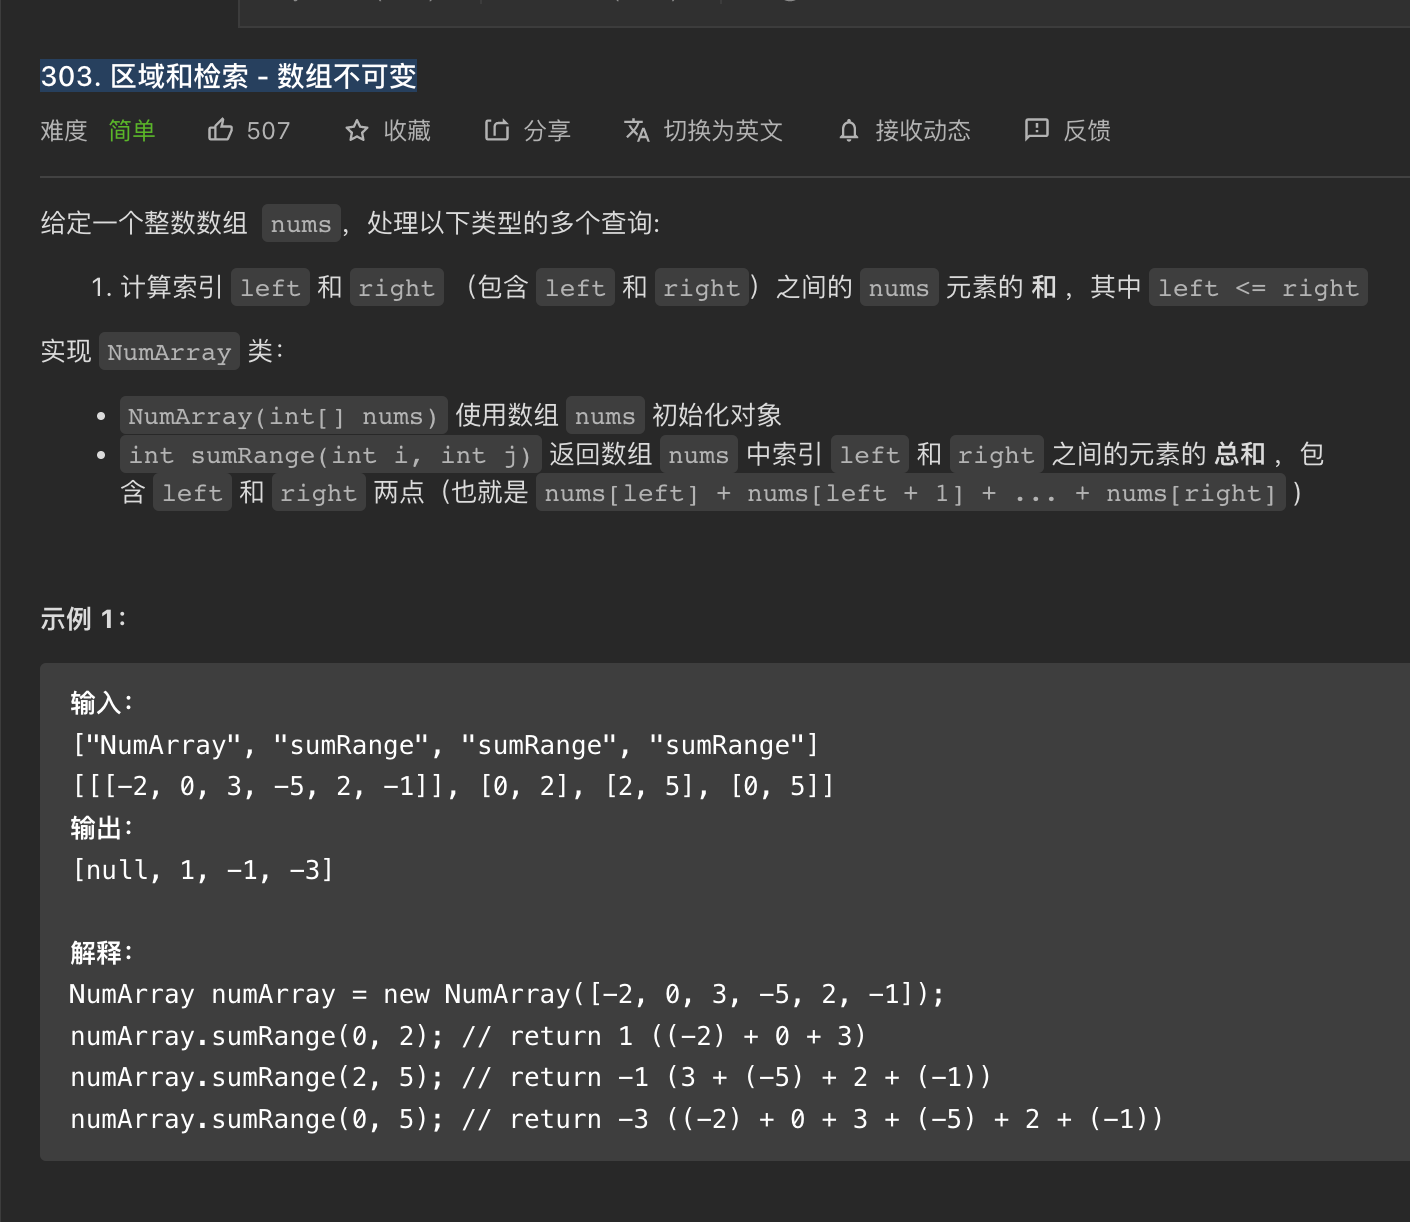 303. 区域和检索 - 数组不可变
难度 简单 507 收藏 分享 切换为英文 接收动态 反馈
给定一个整数数组 nums，处理以下类型的多个查询:
1. 计算索引 left 和 right （包含 left 和 right）之间的 nums 元素的 和 ，其中 left <= right
实现 NumArray 类：
• NumArray(int[] nums) 使用数组 nums 初始化对象
• int sumRange(int i, int j) 返回数组 nums 中索引 left 和 right 之间的元素的 总和 ，包
含 left 和 right 两点（也就是 nums[left] + nums[left + 1] + ... + nums[right] )
示例 1：
输入：
["NumArray", "sumRange", "sumRange", "sumRange"]
[[[-2, 0, 3, -5, 2, -1]], [0, 2], [2, 5], [0, 5]]
输出：
[null, 1, -1, -3]
解释：
NumArray numArray = new NumArray([-2, 0, 3, -5, 2, -1]);
numArray.sumRange(0, 2); // return 1 ((-2) + 0 + 3)
numArray.sumRange(2, 5); // return -1 (3 + (-5) + 2 + (-1))
numArray.sumRange(0, 5); // return -3 ((-2) + 0 + 3 + (-5) + 2 + (-1))